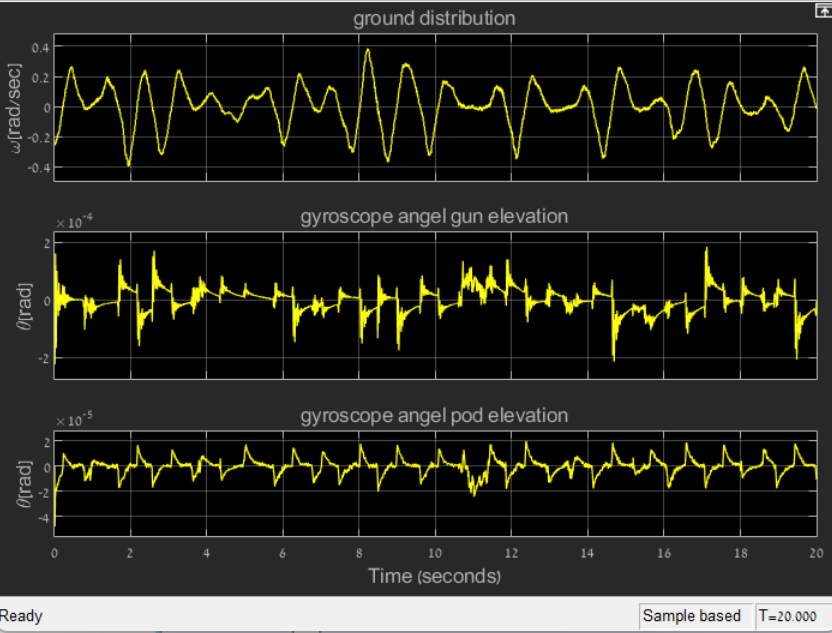 ground distribution
0.4
0.2
0
-0.2
-0.4
ω[rad/sec]
×10⁻⁴
gyroscope angel gun elevation
2
0
-2
θ[rad]
×10⁻⁵
gyroscope angel pod elevation
2
0
-2
-4
θ[rad]
0 2 4 6 8 10 12 14 16 18 20
Time (seconds)
Ready
Sample based T=20.000